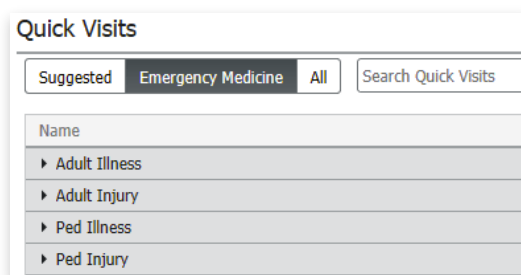 Quick Visits
Suggested Emergency Medicine All Search Quick Visits
Name
Adult Illness
Adult Injury
Ped Illness
Ped Injury